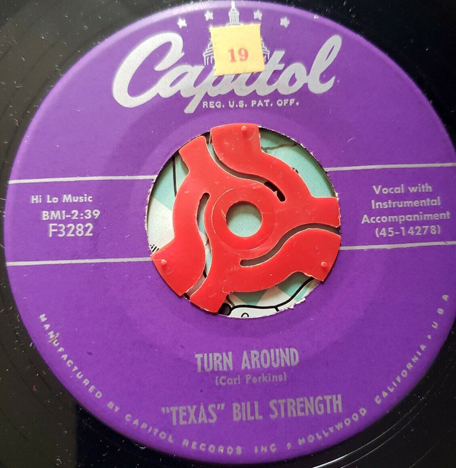 19
Capitol
REG. U.S. PAT. OFF.
Hi Lo Music
BMI-2:39
F3282
Vocal with
Instrumental
Accompaniment
(45-14278)
TURN AROUND
(Carl Perkins)
"TEXAS" BILL STRENGTH
MANUFACTURED BY CAPITOL RECORDS INC • HOLLYWOOD CALIFORNIA • U•S•A